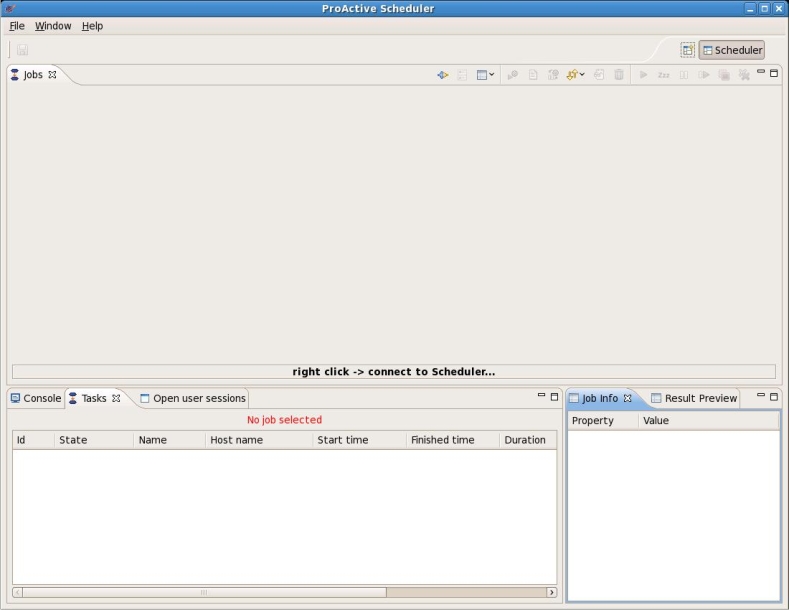 ProActive Scheduler
File Window Help
Scheduler
Jobs
right click -> connect to Scheduler...
Console Tasks Open user sessions
Job Info Result Preview
No job selected
Property Value
Id State Name Host name Start time Finished time Duration